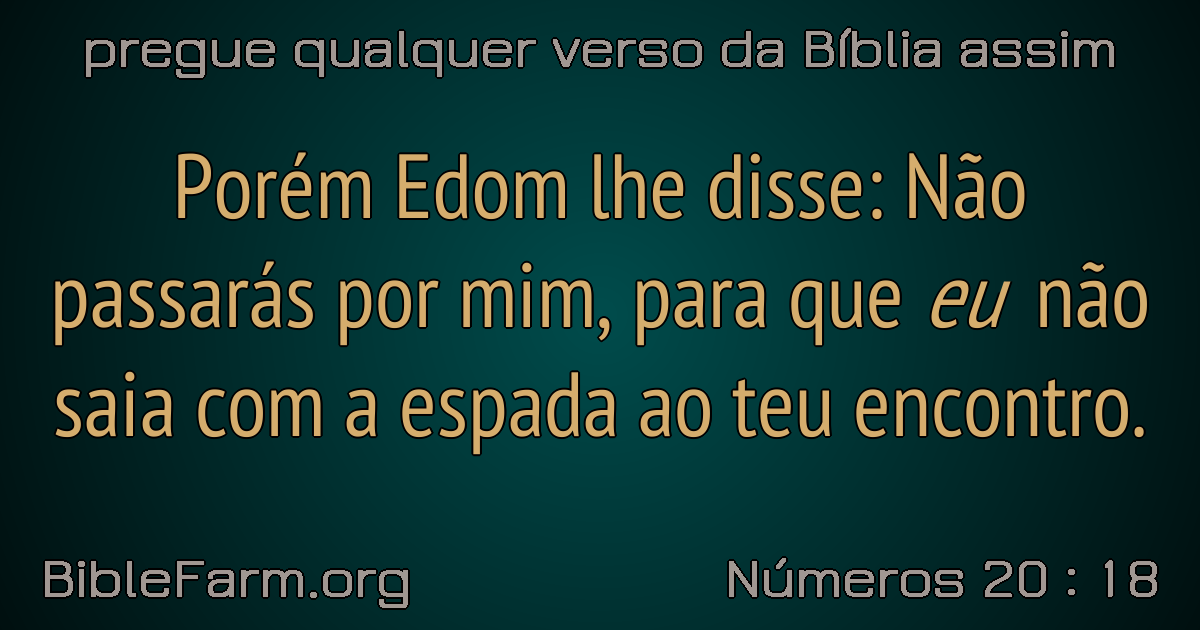 pregue qualquer verso da Bíblia assim
Porém Edom lhe disse: Não
passarás por mim, para que eu não
saia com a espada ao teu encontro.
BibleFarm.org
Números 20 : 18